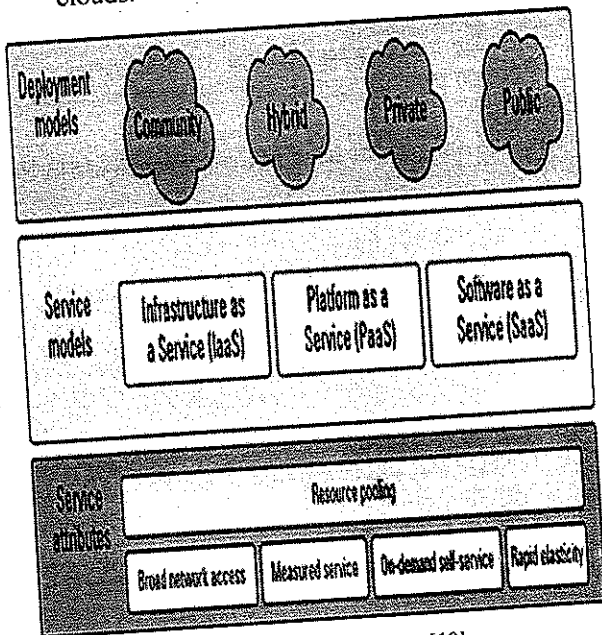 clouds.
Deployment
models
Community
Hybrid
Private
Public
Service
models
Infrastructure as
a Service (IaaS)
Platform as a
Service (PaaS)
Software as a
Service (SaaS)
Service
attributes
Resource pooling
Broad network access
Measured service
On-demand self-service
Rapid elasticity